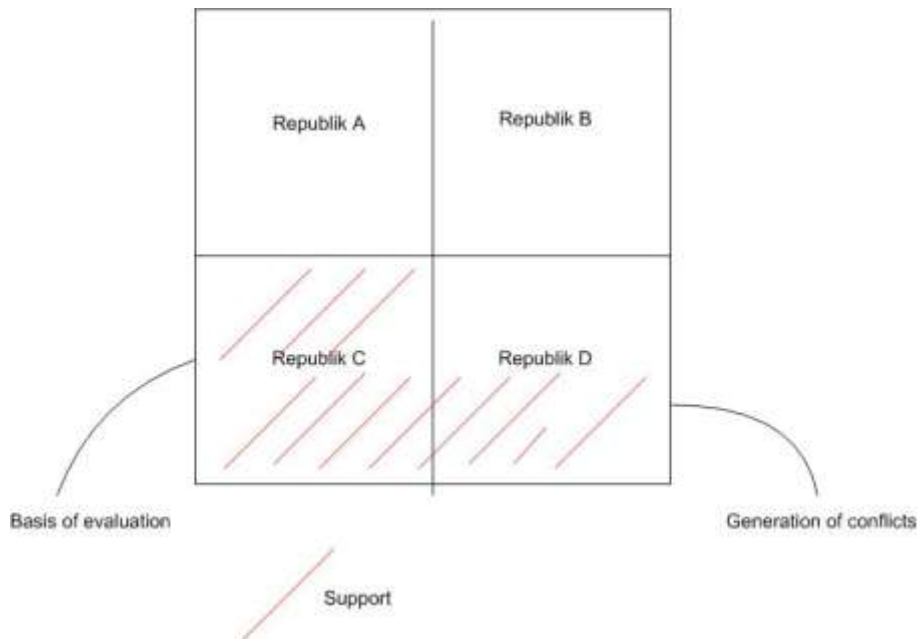 Republik A
Republik B
Republik C
Republik D
Basis of evaluation
Generation of conflicts
Support